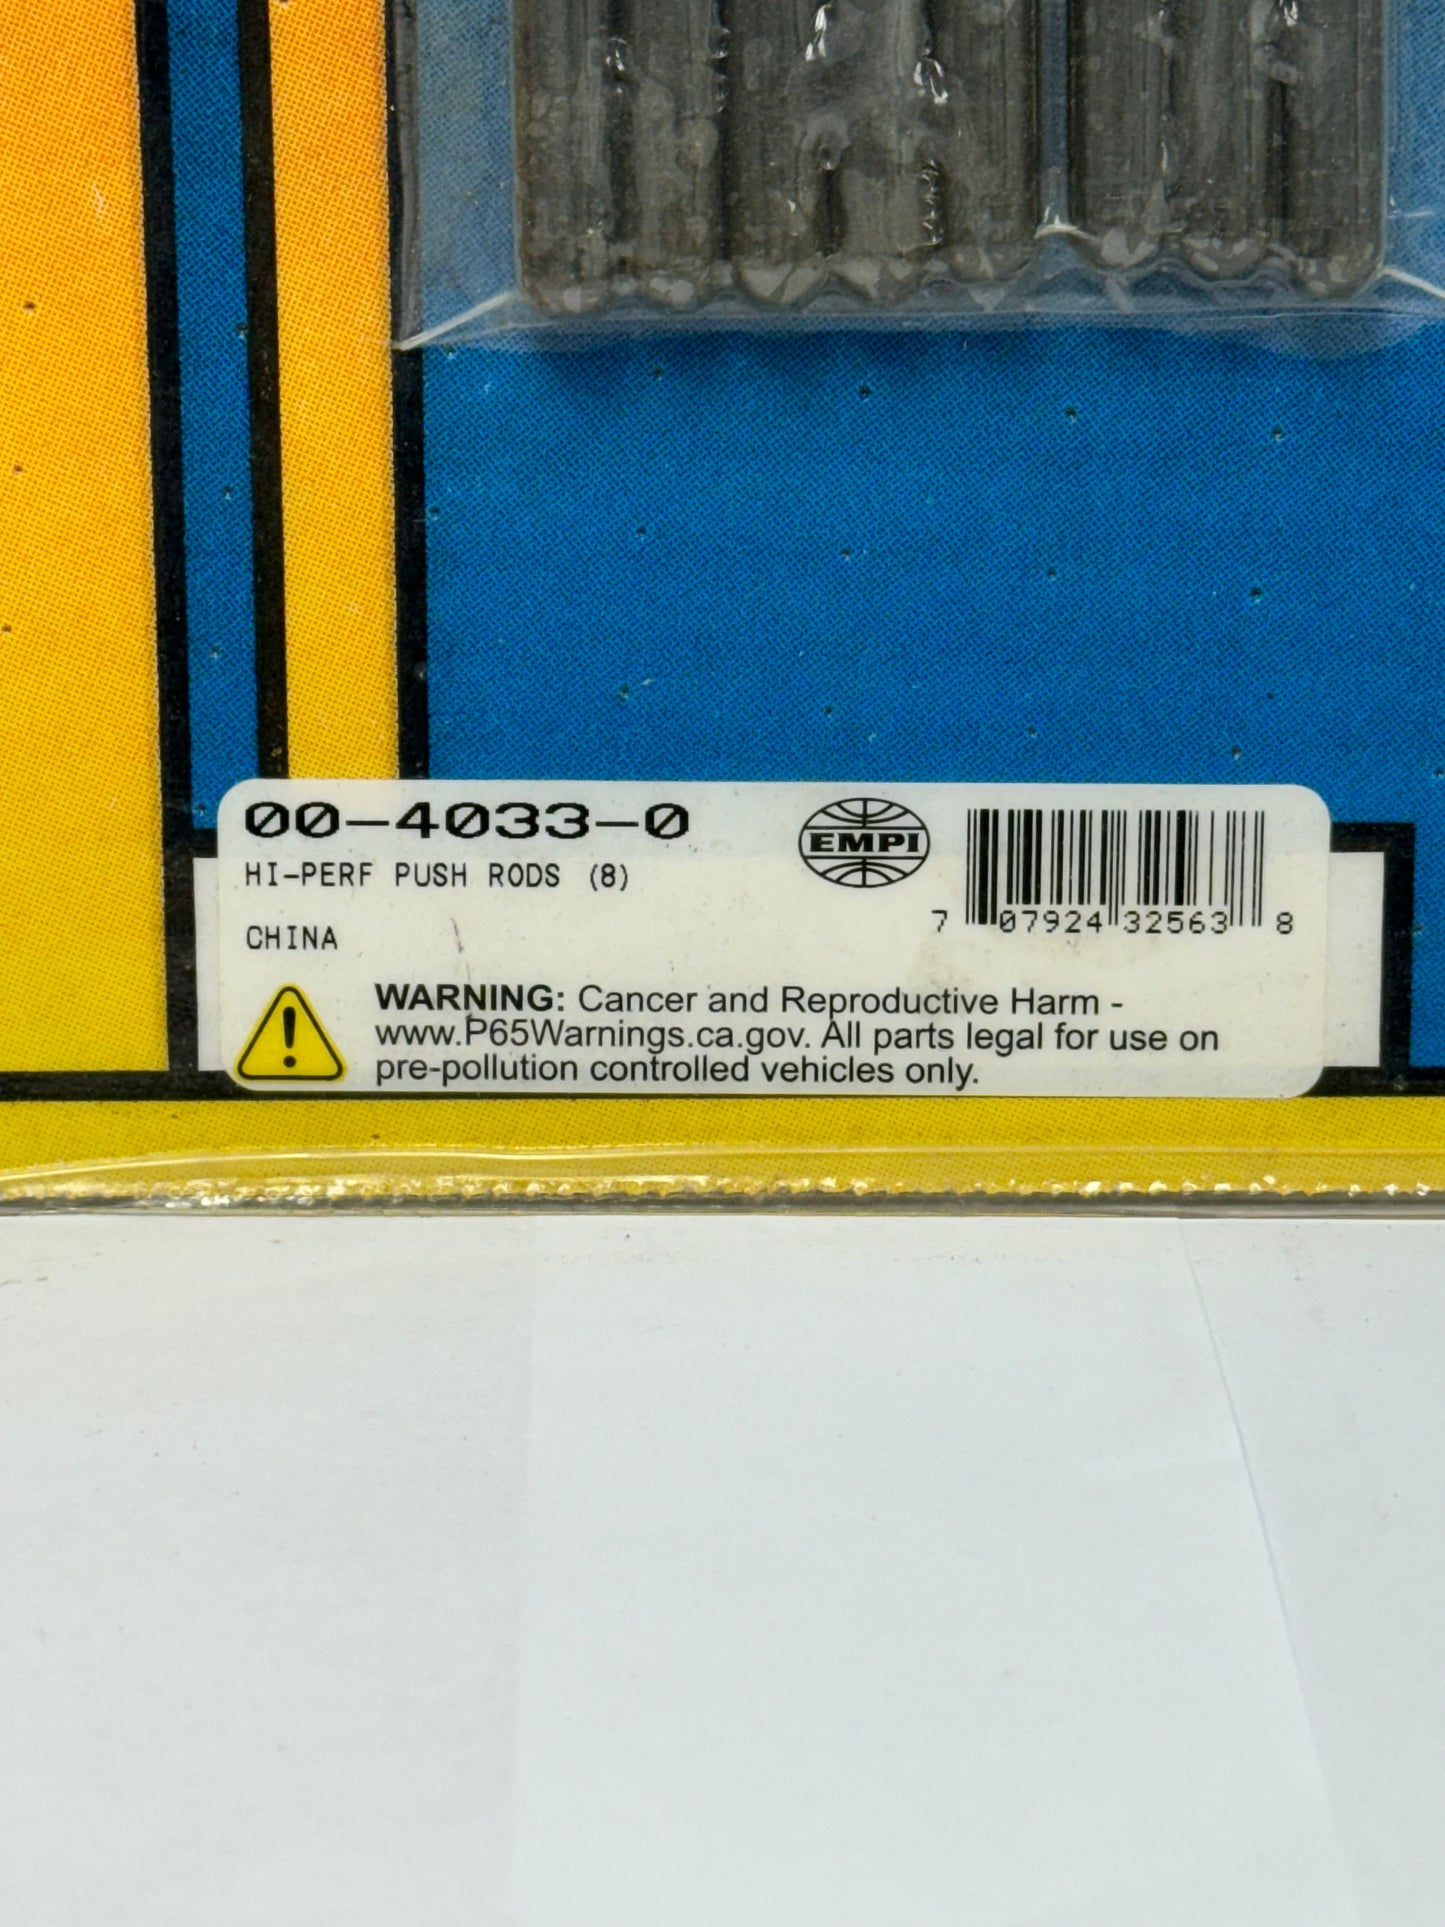 00-4033-0
HI-PERF PUSH RODS (8)
CHINA
EMPI
7 07924 32563 8
WARNING: Cancer and Reproductive Harm -
www.P65Warnings.ca.gov. All parts legal for use on
pre-pollution controlled vehicles only.